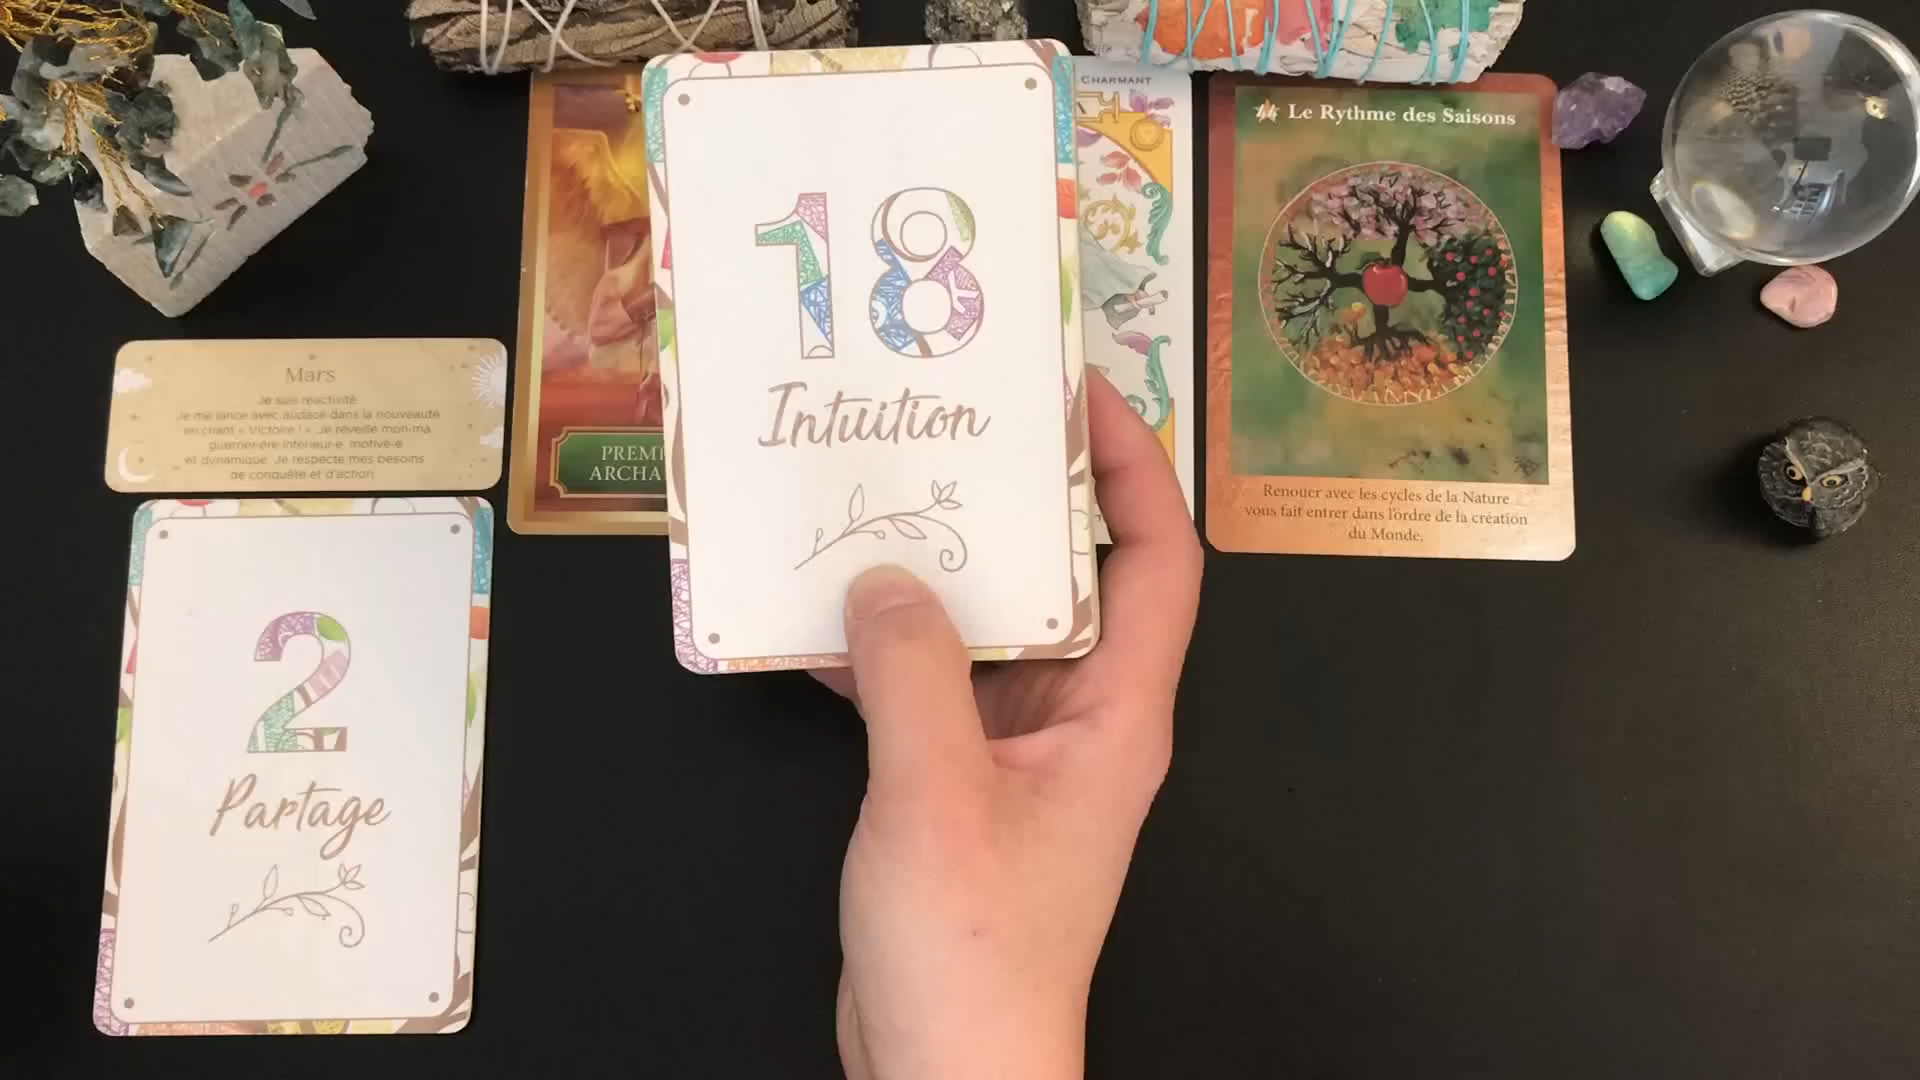 CHARMANT
Le Rythme des Saisons
18
Intuition
Mars
Je suis réactivité.
Je me lance avec audace dans la nouveauté
en criant « Victoire ! ». Je réveille mon·ma
guerrier·ère intérieur·e, motivé·e
et dynamique. Je respecte mes besoins
de conquête et d'action.
PREMI
ARCHA
Renouer avec les cycles de la Nature
vous fait entrer dans l'ordre de la création
du Monde.
2
Partage